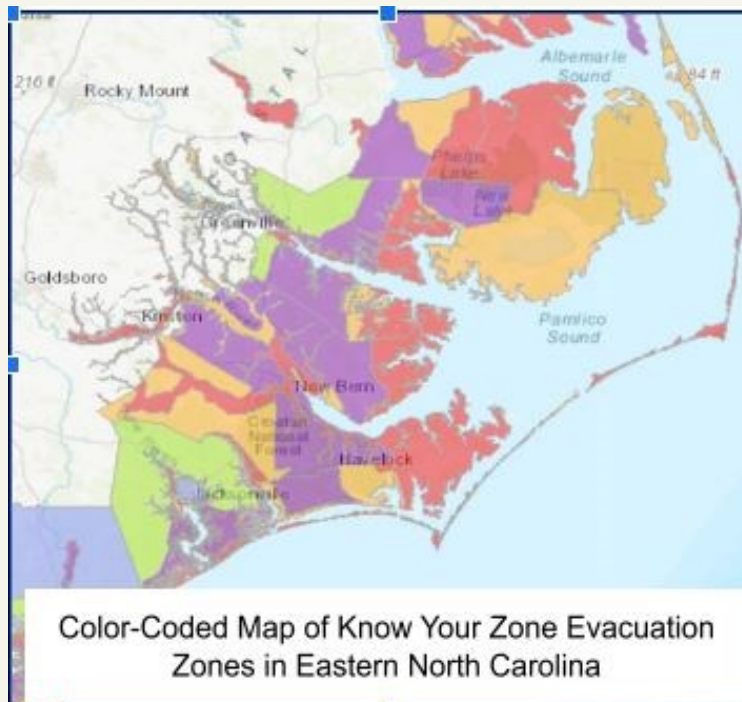 Albemarle
Sound
84 ft
210 ft
Rocky Mount
T A L
Phelps
Lake
New
Lake
Greenville
Goldsboro
Kinston
Pamlico
Sound
New Bern
Croatan
National
Forest
Havelock
Jacksonville
Color-Coded Map of Know Your Zone Evacuation
Zones in Eastern North Carolina